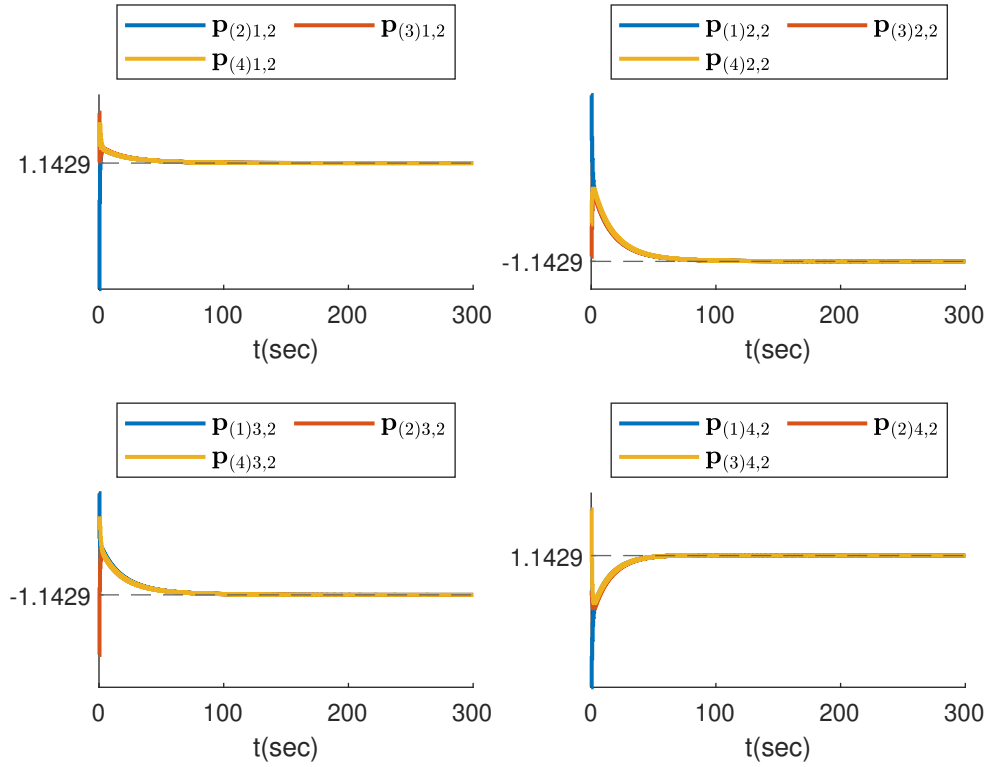 p(2)1,2 p(3)1,2
p(4)1,2
1.1429
0 100 200 300
t(sec)
p(1)2,2 p(3)2,2
p(4)2,2
-1.1429
0 100 200 300
t(sec)
p(1)3,2 p(2)3,2
p(4)3,2
-1.1429
0 100 200 300
t(sec)
p(1)4,2 p(2)4,2
p(3)4,2
1.1429
0 100 200 300
t(sec)